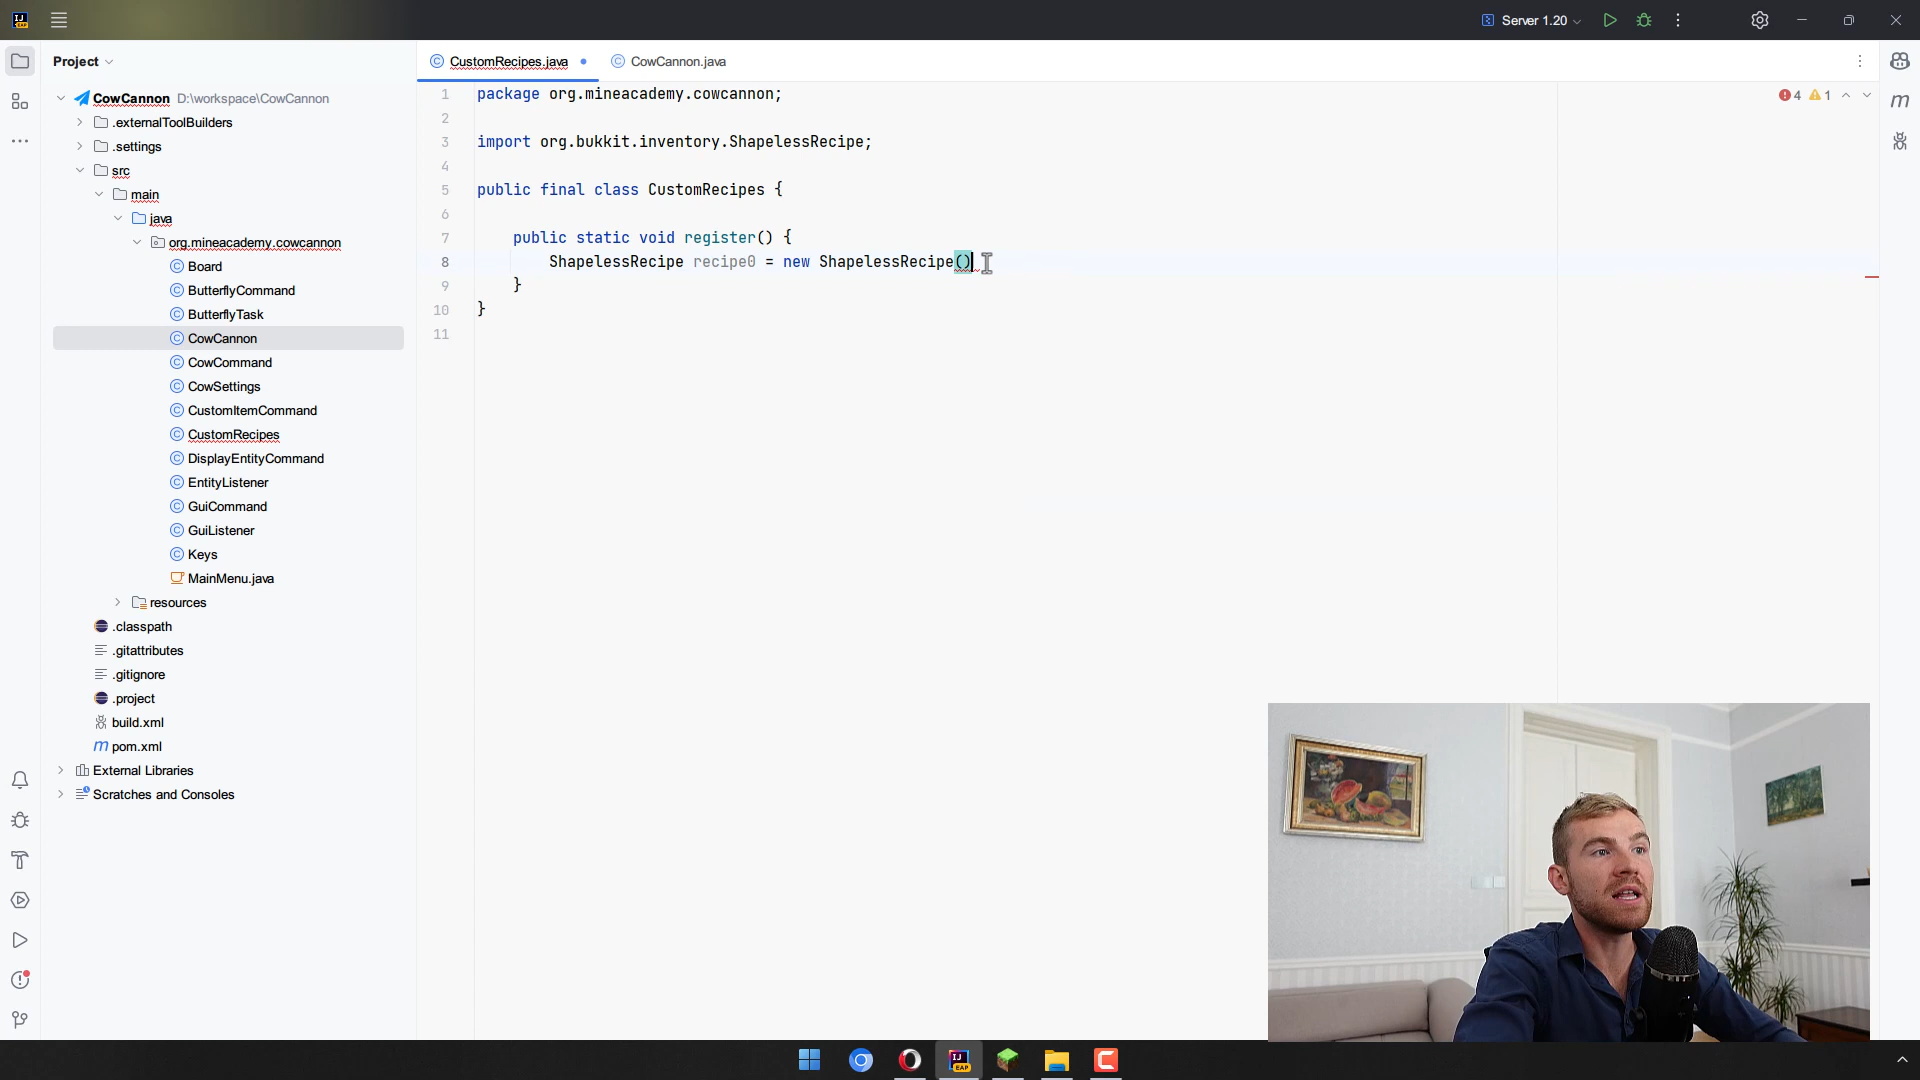 Server 1.20
Project
CustomRecipes.java
CowCannon.java
CowCannon D:\workspace\CowCannon
.externalToolBuilders
.settings
src
main
java
org.mineacademy.cowcannon
Board
ButterflyCommand
ButterflyTask
CowCannon
CowCommand
CowSettings
CustomItemCommand
CustomRecipes
DisplayEntityCommand
EntityListener
GuiCommand
GuiListener
Keys
MainMenu.java
resources
.classpath
.gitattributes
.gitignore
.project
build.xml
pom.xml
External Libraries
Scratches and Consoles
4 1
1 package org.mineacademy.cowcannon;
2
3 import org.bukkit.inventory.ShapelessRecipe;
4
5 public final class CustomRecipes {
6
7 public static void register() {
8 ShapelessRecipe recipe0 = new ShapelessRecipe()
9 }
10 }
11